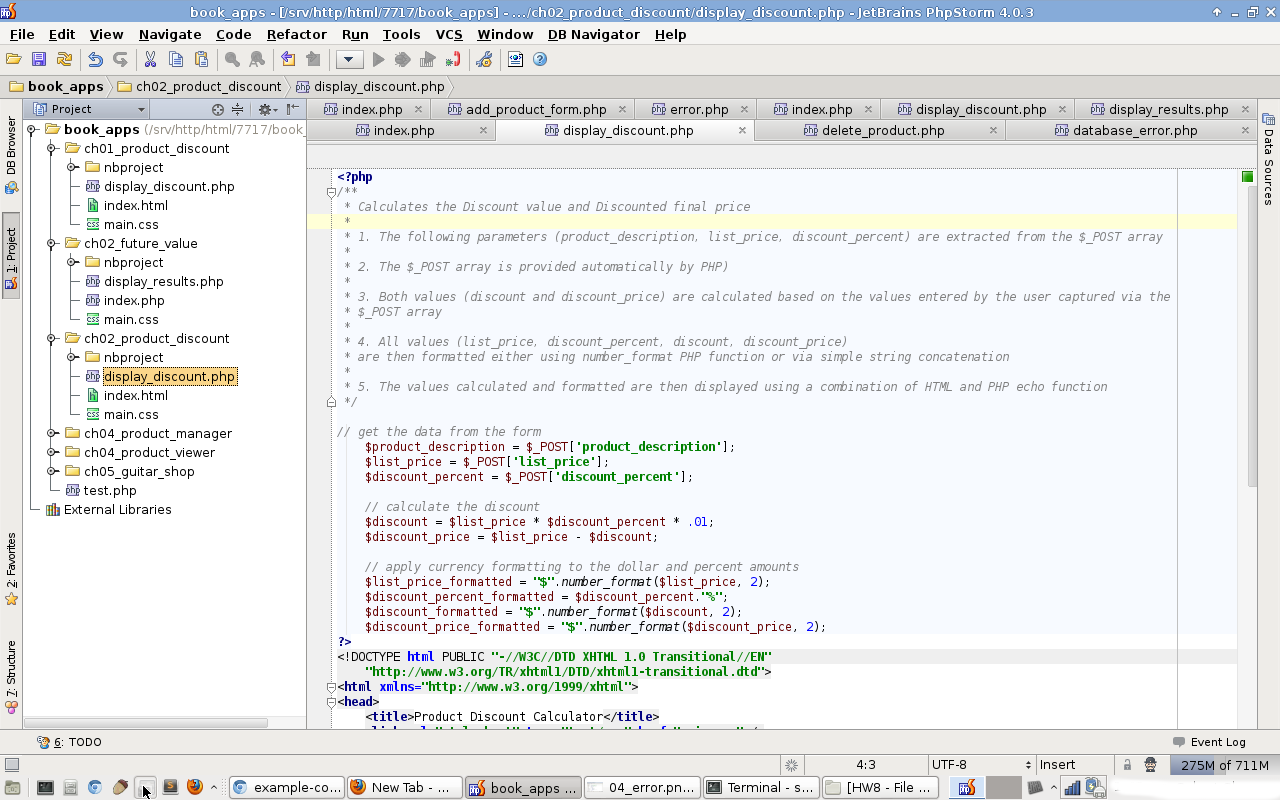 book_apps - [/srv/http/html/7717/book_apps] - .../ch02_product_discount/display_discount.php - JetBrains PhpStorm 4.0.3
File Edit View Navigate Code Refactor Run Tools VCS Window DB Navigator Help
book_apps ch02_product_discount display_discount.php
Project
index.php add_product_form.php error.php index.php display_discount.php display_results.php
index.php display_discount.php delete_product.php database_error.php
DB Browser
1: Project
2: Favorites
7: Structure
book_apps (/srv/http/html/7717/book_
ch01_product_discount
nbproject
display_discount.php
index.html
main.css
ch02_future_value
nbproject
display_results.php
index.php
main.css
ch02_product_discount
nbproject
display_discount.php
index.html
main.css
ch04_product_manager
ch04_product_viewer
ch05_guitar_shop
test.php
External Libraries
<?php
/**
* Calculates the Discount value and Discounted final price
*
* 1. The following parameters (product_description, list_price, discount_percent) are extracted from the $_POST array
*
* 2. The $_POST array is provided automatically by PHP)
*
* 3. Both values (discount and discount_price) are calculated based on the values entered by the user captured via the
* $_POST array
*
* 4. All values (list_price, discount_percent, discount, discount_price)
* are then formatted either using number_format PHP function or via simple string concatenation
*
* 5. The values calculated and formatted are then displayed using a combination of HTML and PHP echo function
*/
// get the data from the form
$product_description = $_POST['product_description'];
$list_price = $_POST['list_price'];
$discount_percent = $_POST['discount_percent'];
// calculate the discount
$discount = $list_price * $discount_percent * .01;
$discount_price = $list_price - $discount;
// apply currency formatting to the dollar and percent amounts
$list_price_formatted = "$".number_format($list_price, 2);
$discount_percent_formatted = $discount_percent."%";
$discount_formatted = "$".number_format($discount, 2);
$discount_price_formatted = "$".number_format($discount_price, 2);
?>
<!DOCTYPE html PUBLIC "-//W3C//DTD XHTML 1.0 Transitional//EN"
"http://www.w3.org/TR/xhtml1/DTD/xhtml1-transitional.dtd">
<html xmlns="http://www.w3.org/1999/xhtml">
<head>
<title>Product Discount Calculator</title>
Data Sources
6: TODO
Event Log
4:3 UTF-8 Insert 275M of 711M
example-co... New Tab - ... book_apps ... 04_error.pn... Terminal - s... [HW8 - File ...